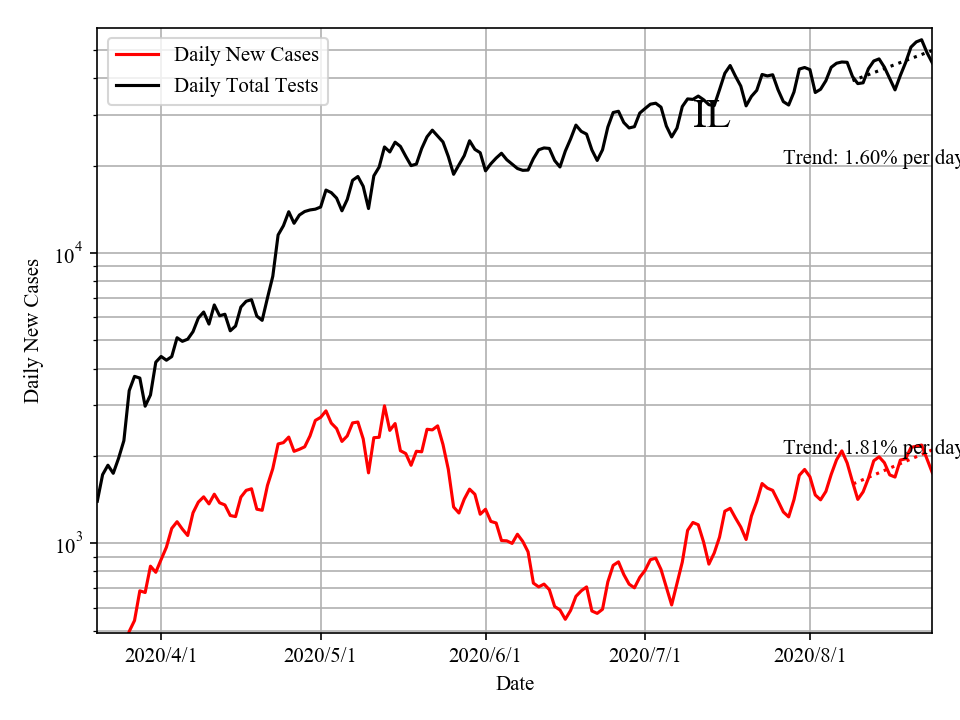 Daily New Cases
Daily Total Tests
IL
Trend: 1.60% per day
10^4
Daily New Cases
Trend: 1.81% per day
10^3
2020/4/1 2020/5/1 2020/6/1 2020/7/1 2020/8/1
Date